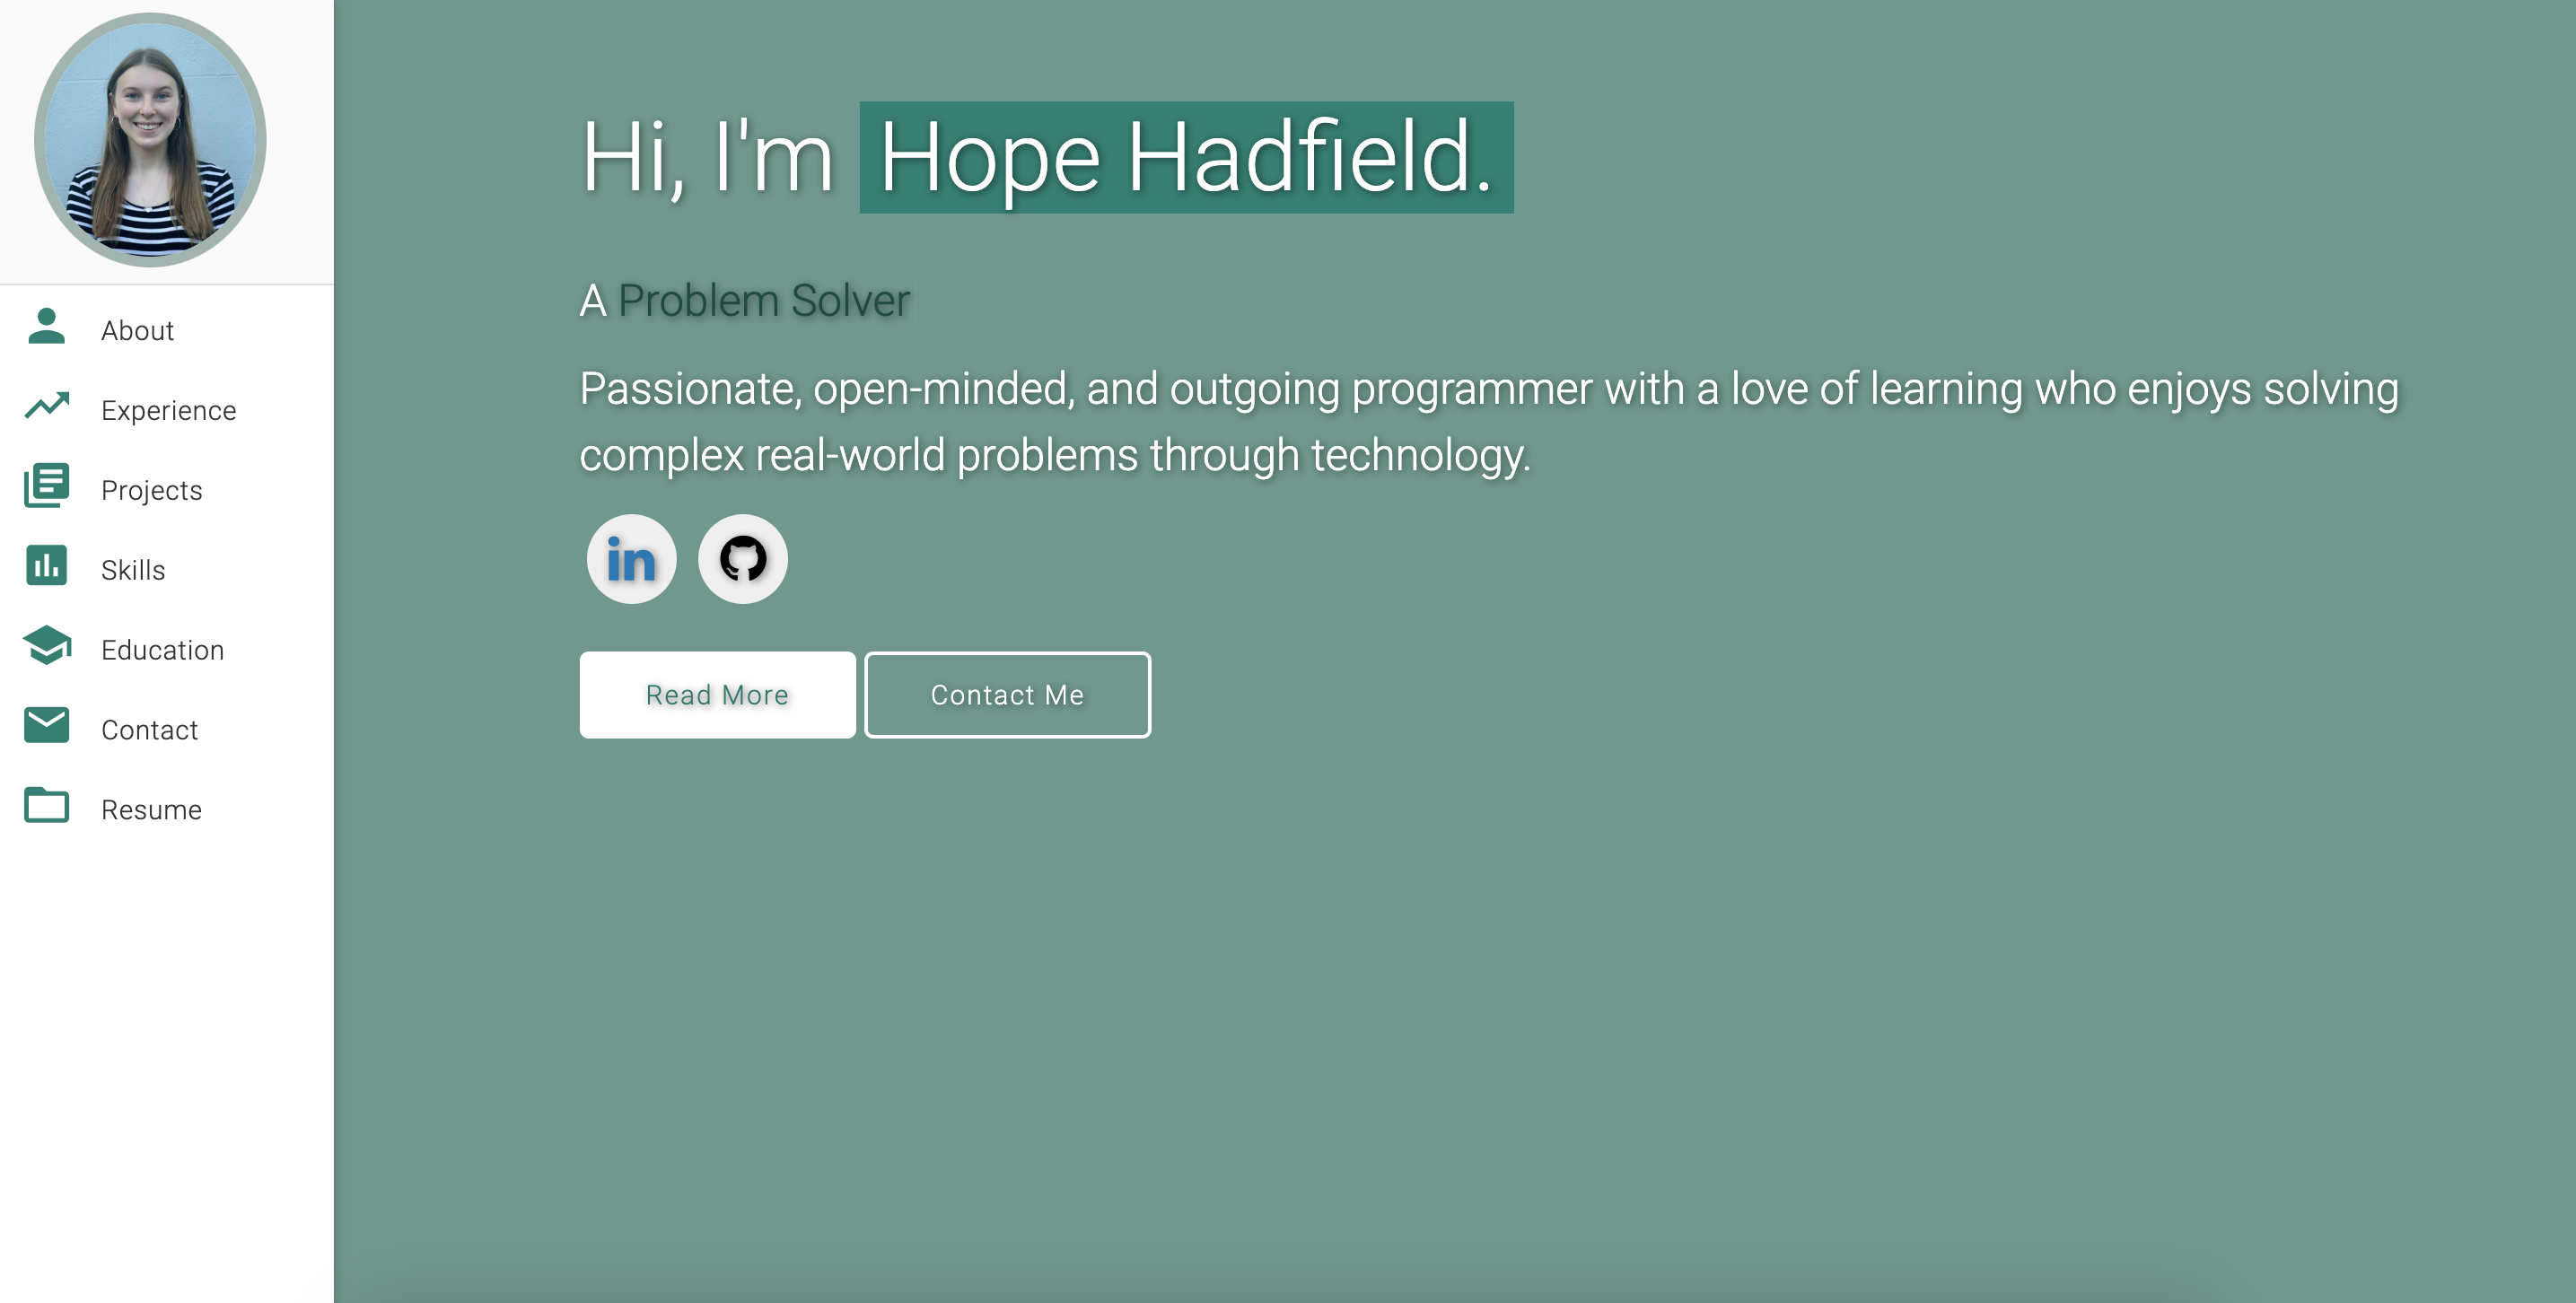 Hi, I'm Hope Hadfield.
A Problem Solver
Passionate, open-minded, and outgoing programmer with a love of learning who enjoys solving
complex real-world problems through technology.
in
Read More
Contact Me
About
Experience
Projects
Skills
Education
Contact
Resume